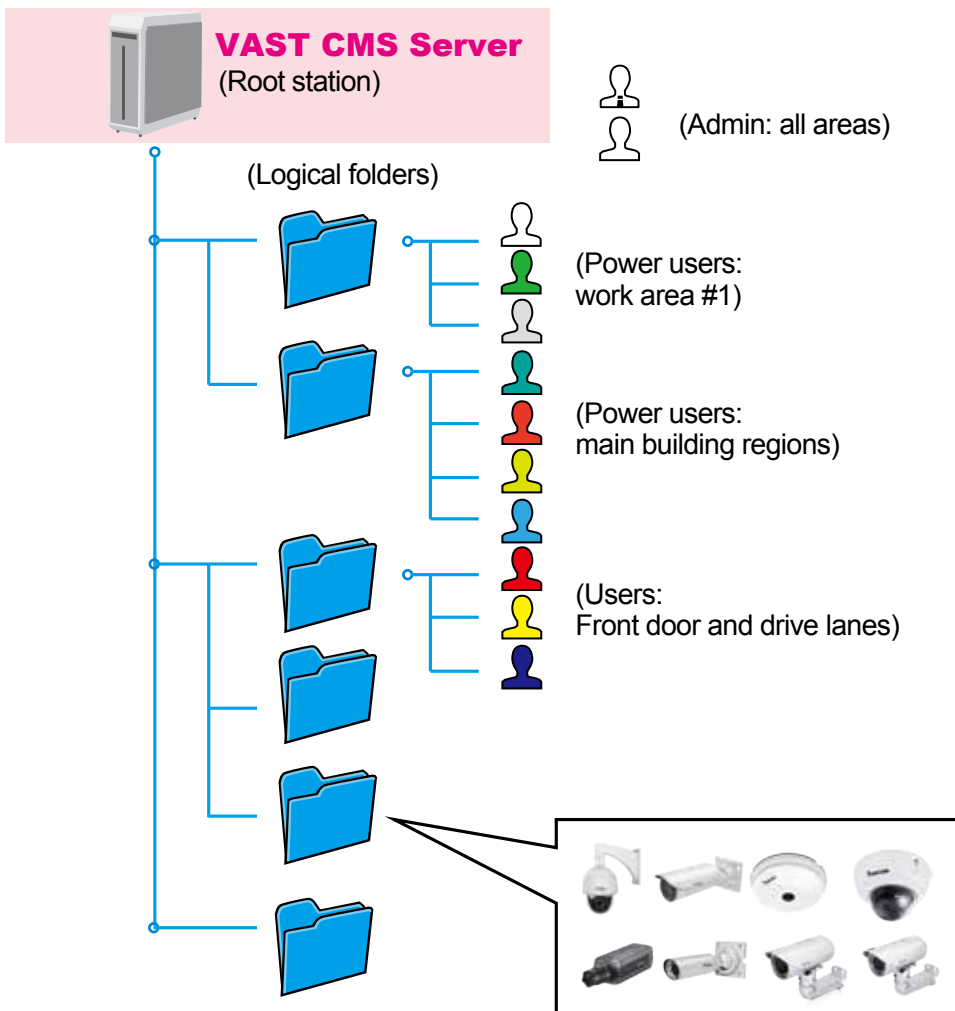 VAST CMS Server
(Root station)
(Admin: all areas)
(Logical folders)
(Power users:
work area #1)
(Power users:
main building regions)
(Users:
Front door and drive lanes)